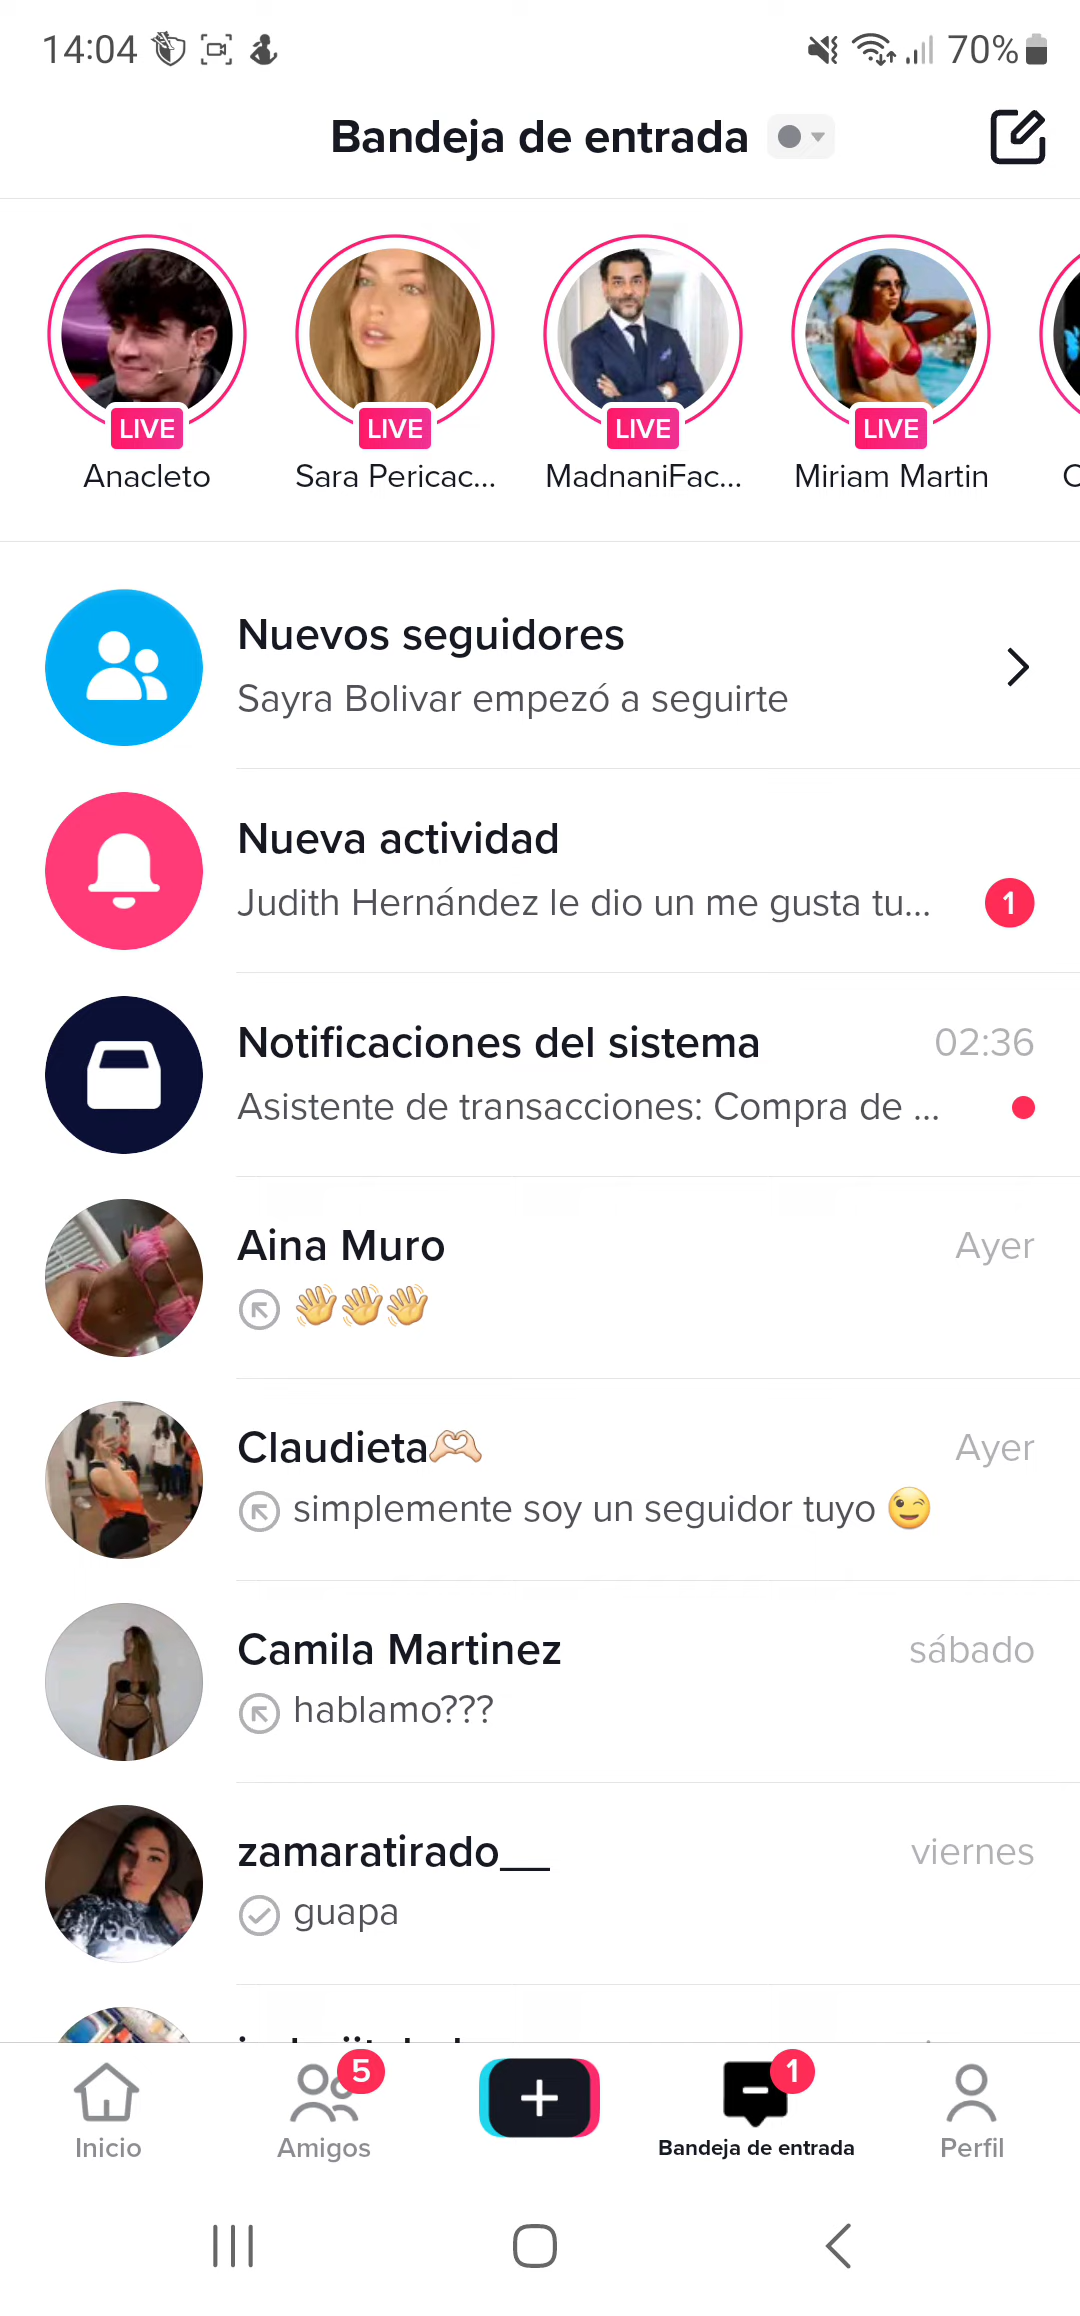 14:04
70%
Bandeja de entrada
LIVE LIVE LIVE LIVE
Anacleto Sara Pericac... MadnaniFac... Miriam Martin
Nuevos seguidores
Sayra Bolivar empezó a seguirte
Nueva actividad
Judith Hernández le dio un me gusta tu... 1
Notificaciones del sistema 02:36
Asistente de transacciones: Compra de ...
Aina Muro Ayer
👋👋👋
Claudieta🫶🏻 Ayer
simplemente soy un seguidor tuyo 😉
Camila Martinez sábado
hablamo???
zamaratirado__ viernes
guapa
5 1
Inicio Amigos Bandeja de entrada Perfil